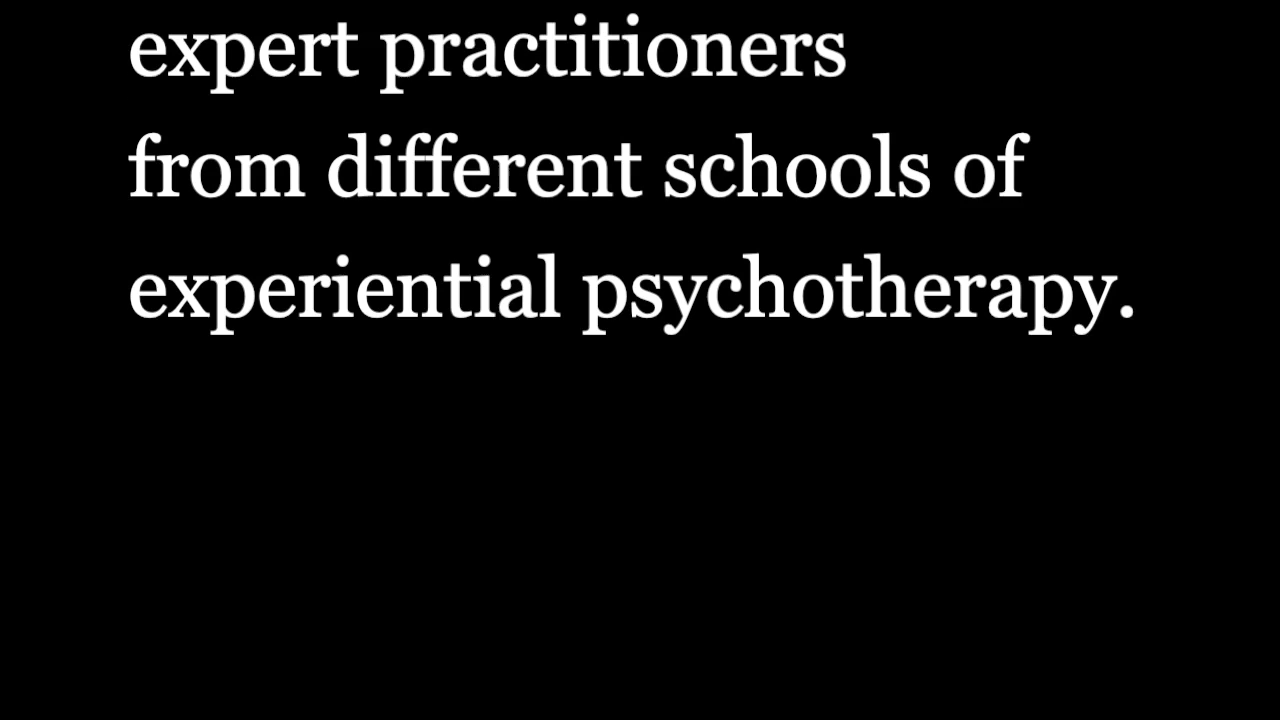 expert practitioners
from different schools of
experiential psychotherapy.